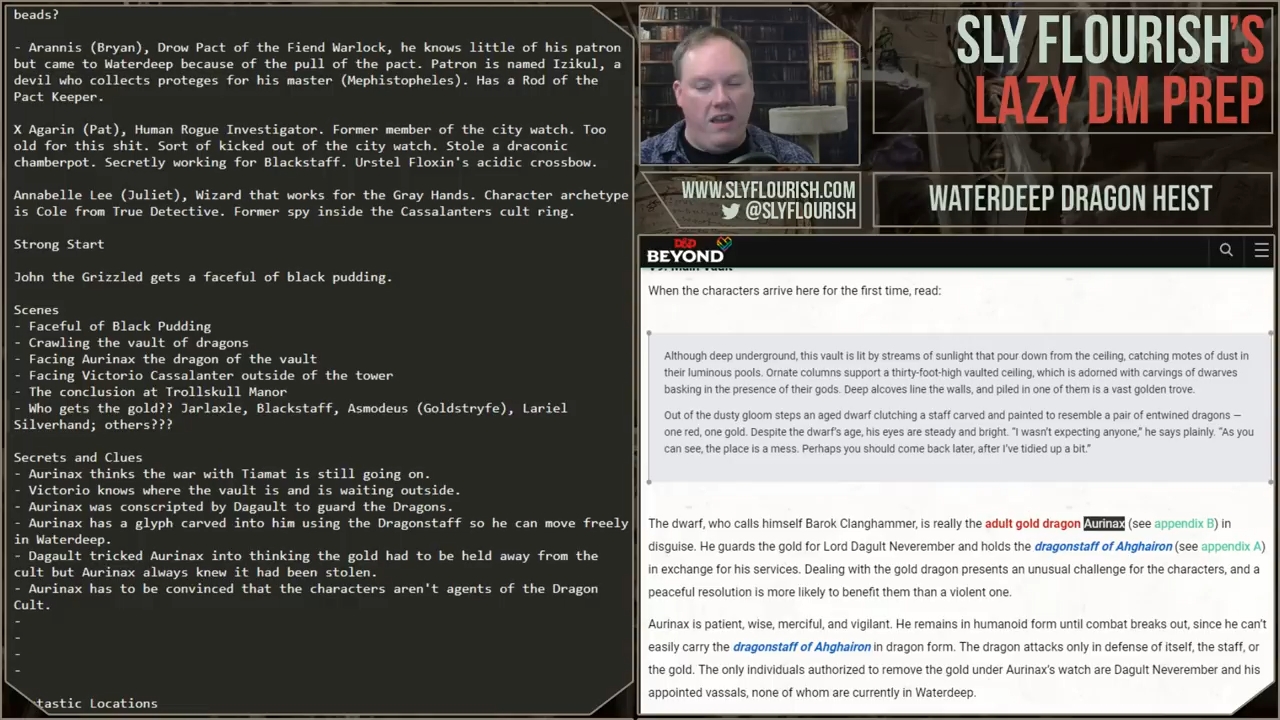 beads?
- Arannis (Bryan), Drow Pact of the Fiend Warlock, he knows little of his patron
but came to Waterdeep because of the pull of the pact. Patron is named Izikul, a
devil who collects proteges for his master (Mephistopheles). Has a Rod of the
Pact Keeper.
X Agarin (Pat), Human Rogue Investigator. Former member of the city watch. Too
old for this shit. Sort of kicked out of the city watch. Stole a draconic
chamberpot. Secretly working for Blackstaff. Urstel Floxin's acidic crossbow.
Annabelle Lee (Juliet), Wizard that works for the Gray Hands. Character archetype
is Cole from True Detective. Former spy inside the Cassalanters cult ring.
Strong Start
John the Grizzled gets a faceful of black pudding.
Scenes
- Faceful of Black Pudding
- Crawling the vault of dragons
- Facing Aurinax the dragon of the vault
- Facing Victorio Cassalanter outside of the tower
- The conclusion at Trollskull Manor
- Who gets the gold?? Jarlaxle, Blackstaff, Asmodeus (Goldstryfe), Lariel
Silverhand; others???
Secrets and Clues
- Aurinax thinks the war with Tiamat is still going on.
- Victorio knows where the vault is and is waiting outside.
- Aurinax was conscripted by Dagault to guard the Dragons.
- Aurinax has a glyph carved into him using the Dragonstaff so he can move freely
in Waterdeep.
- Dagault tricked Aurinax into thinking the gold had to be held away from the
cult but Aurinax always knew it had been stolen.
- Aurinax has to be convinced that the characters aren't agents of the Dragon
Cult.
-
-
-
-
tastic Locations
SLY FLOURISH'S
LAZY DM PREP
WWW.SLYFLOURISH.COM
@SLYFLOURISH
WATERDEEP DRAGON HEIST
D&D
BEYOND
V9. Main Vault
When the characters arrive here for the first time, read:
Although deep underground, this vault is lit by streams of sunlight that pour down from the ceiling, catching motes of dust in
their luminous pools. Ornate columns support a thirty-foot-high vaulted ceiling, which is adorned with carvings of dwarves
basking in the presence of their gods. Deep alcoves line the walls, and piled in one of them is a vast golden trove.
Out of the dusty gloom steps an aged dwarf clutching a staff carved and painted to resemble a pair of entwined dragons —
one red, one gold. Despite the dwarf's age, his eyes are steady and bright. “I wasn't expecting anyone,” he says plainly. “As you
can see, the place is a mess. Perhaps you should come back later, after I've tidied up a bit.”
The dwarf, who calls himself Barok Clanghammer, is really the adult gold dragon Aurinax (see appendix B) in
disguise. He guards the gold for Lord Dagult Neverember and holds the dragonstaff of Ahghairon (see appendix A)
in exchange for his services. Dealing with the gold dragon presents an unusual challenge for the characters, and a
peaceful resolution is more likely to benefit them than a violent one.
Aurinax is patient, wise, merciful, and vigilant. He remains in humanoid form until combat breaks out, since he can't
easily carry the dragonstaff of Ahghairon in dragon form. The dragon attacks only in defense of itself, the staff, or
the gold. The only individuals authorized to remove the gold under Aurinax's watch are Dagult Neverember and his
appointed vassals, none of whom are currently in Waterdeep.